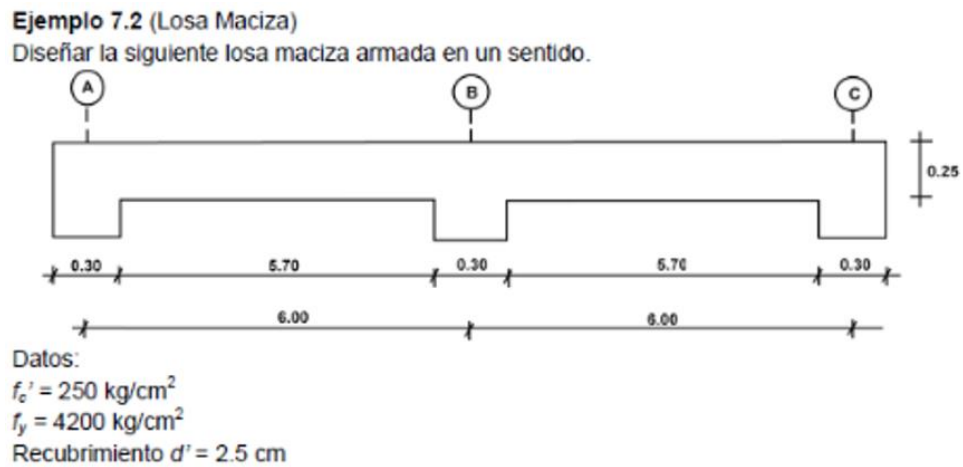 Ejemplo 7.2 (Losa Maciza)
Diseñar la siguiente losa maciza armada en un sentido.
A B C
0.25
0.30 5.70 0.30 5.70 0.30
6.00 6.00
Datos:
fc' = 250 kg/cm²
fy = 4200 kg/cm²
Recubrimiento d' = 2.5 cm